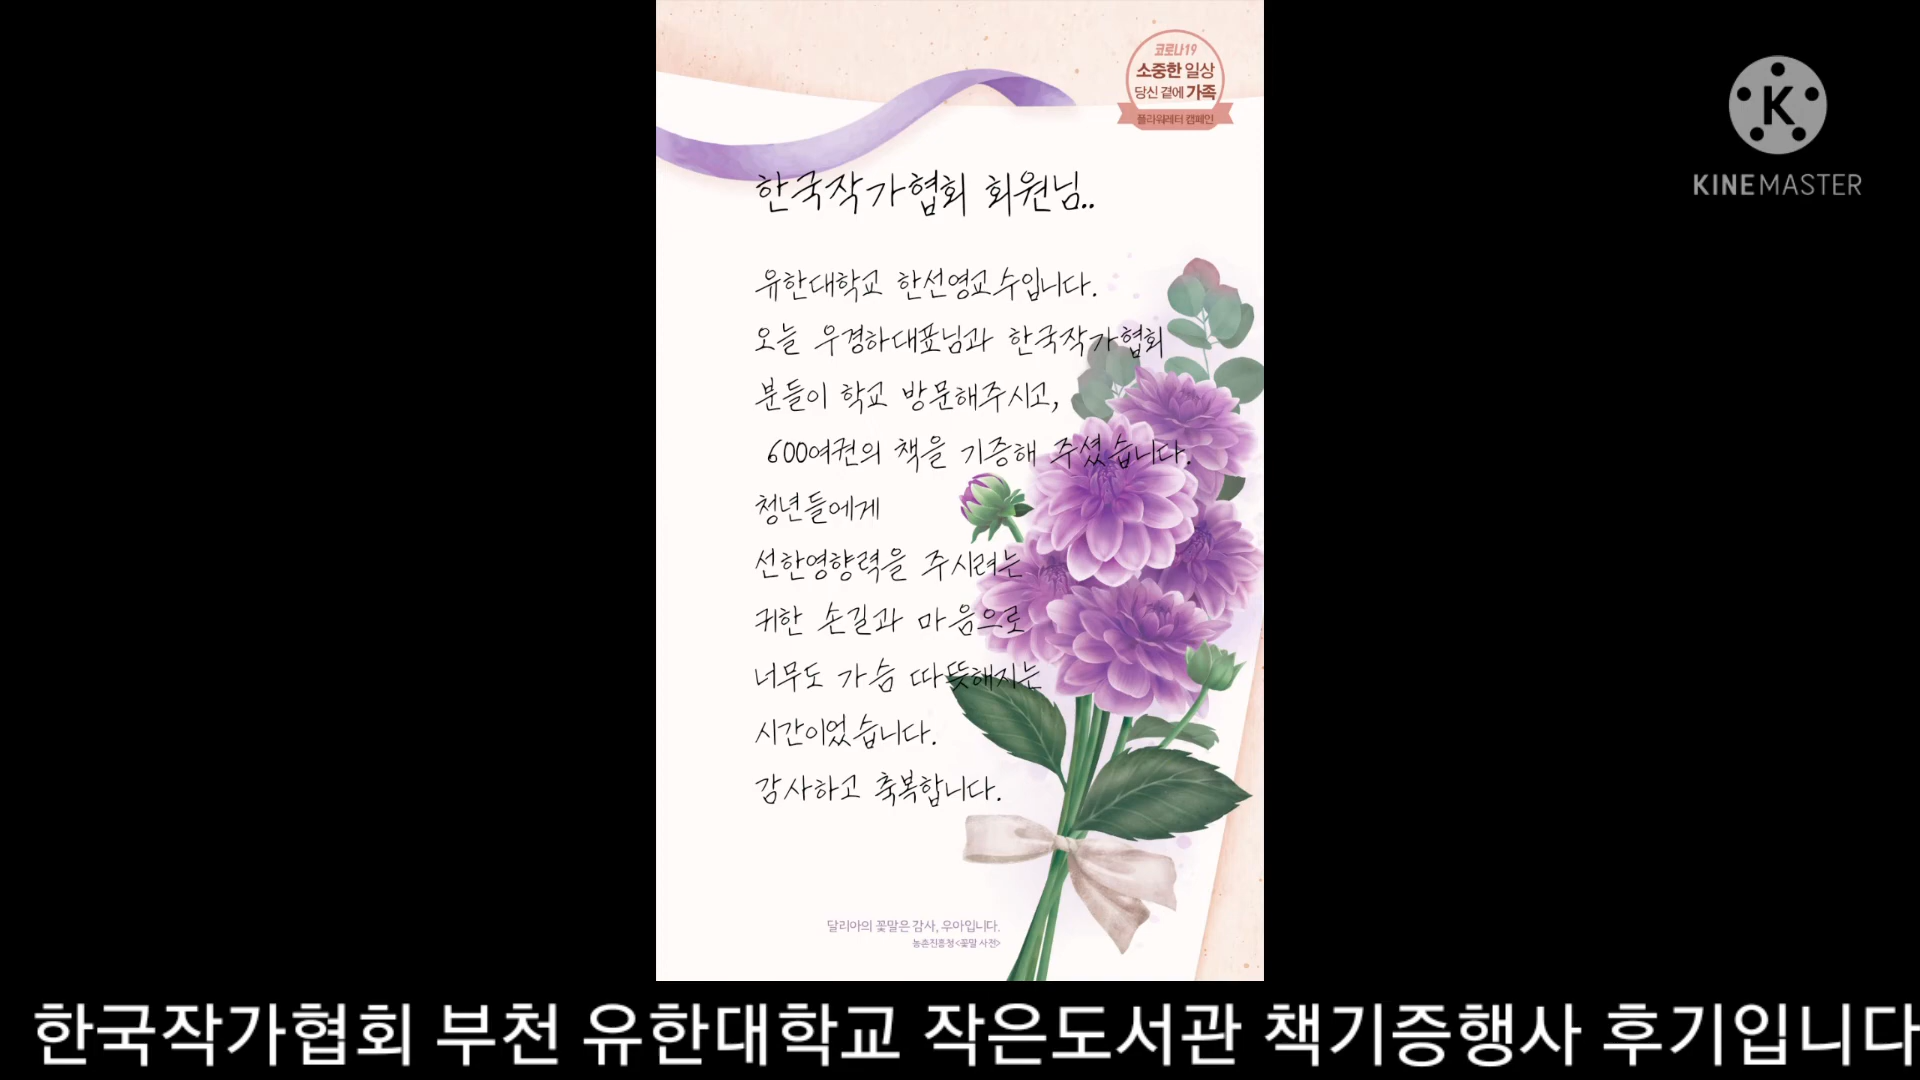 코로나19
소중한 일상
당신 곁에 가족
플라워레터 캠페인
KINEMASTER
한국작가협회 회원님..
유한대학교 한선영교수입니다.
오늘 우경하대표님과 한국작가협회
분들이 학교 방문해주시고,
600여권의 책을 기증해 주셨습니다.
청년들에게
선한영향력을 주시려는
귀한 손길과 마음으로
너무도 가슴 따뜻해지는
시간이었습니다.
감사하고 축복합니다.
달리아의 꽃말은 감사, 우아입니다.
농촌진흥청<꽃말 사전>
한국작가협회 부천 유한대학교 작은도서관 책기증행사 후기입니다